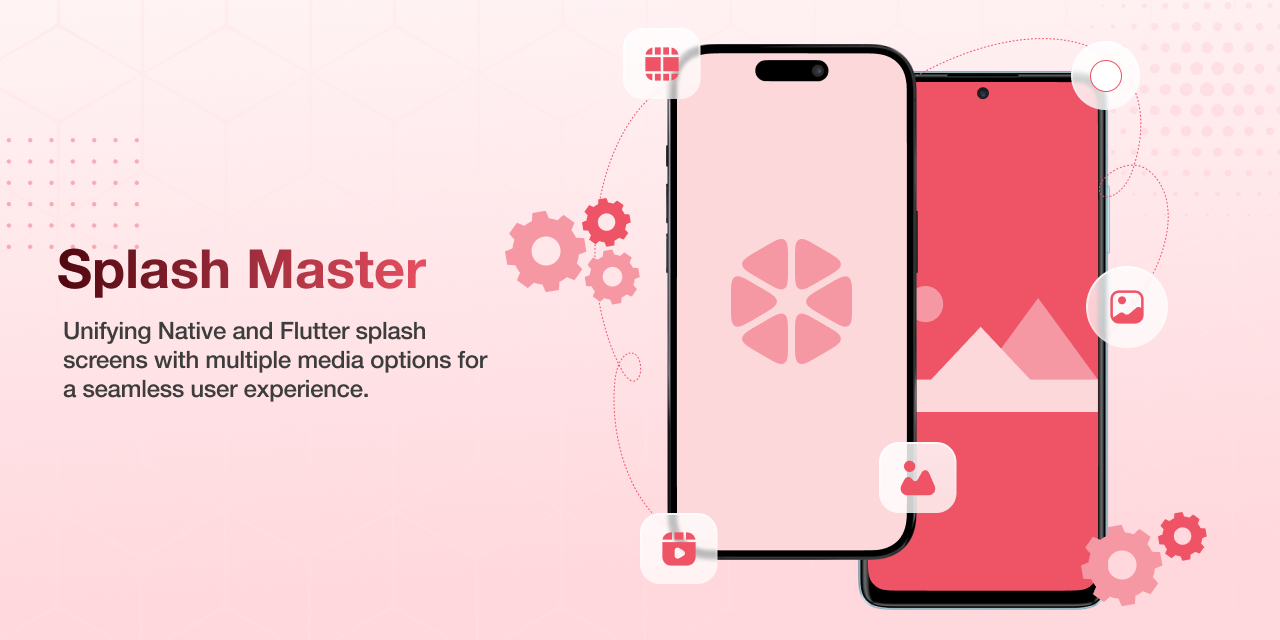 Splash Master
Unifying Native and Flutter splash
screens with multiple media options for
a seamless user experience.